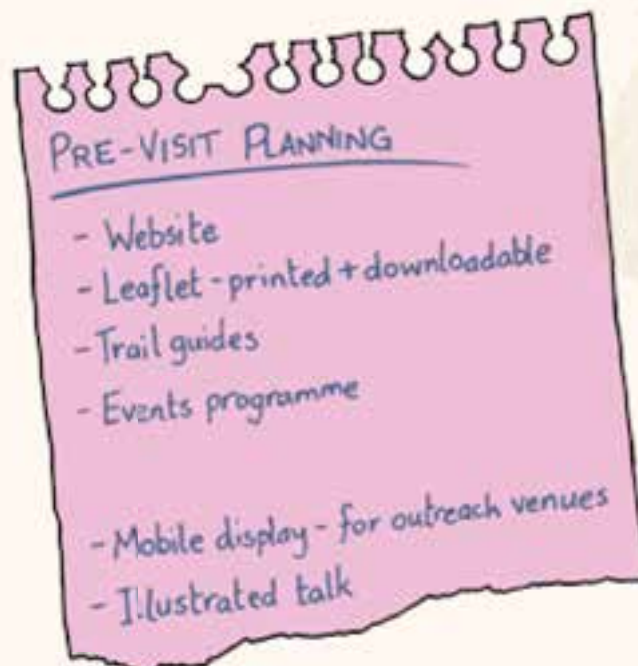 PRE-VISIT PLANNING
- Website
- Leaflet - printed + downloadable
- Trail guides
- Events programme
- Mobile display - for outreach venues
- Illustrated talk